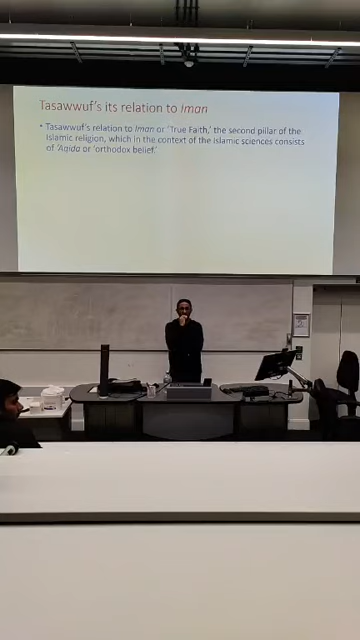 Tasawwuf's its relation to Iman
• Tasawwuf's relation to Iman or 'True Faith,' the second pillar of the
Islamic religion, which in the context of the Islamic sciences consists
of 'Aqida or 'orthodox belief.'